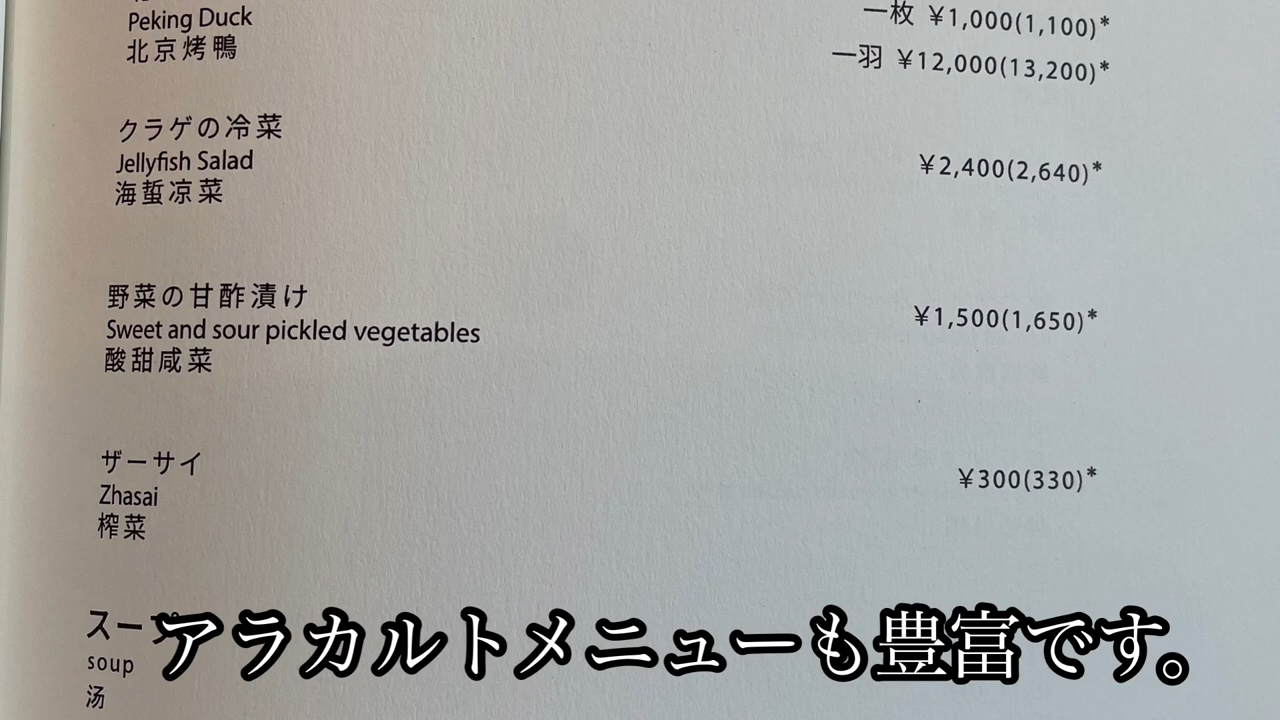 Peking Duck
北京烤鴨
一枚 ¥1,000(1,100)*
一羽 ¥12,000(13,200)*
クラゲの冷菜
Jellyfish Salad
海蜇凉菜
¥2,400(2,640)*
野菜の甘酢漬け
Sweet and sour pickled vegetables
酸甜咸菜
¥1,500(1,650)*
ザーサイ
Zhasai
榨菜
¥300(330)*
スープ
soup
汤
アラカルトメニューも豊富です。